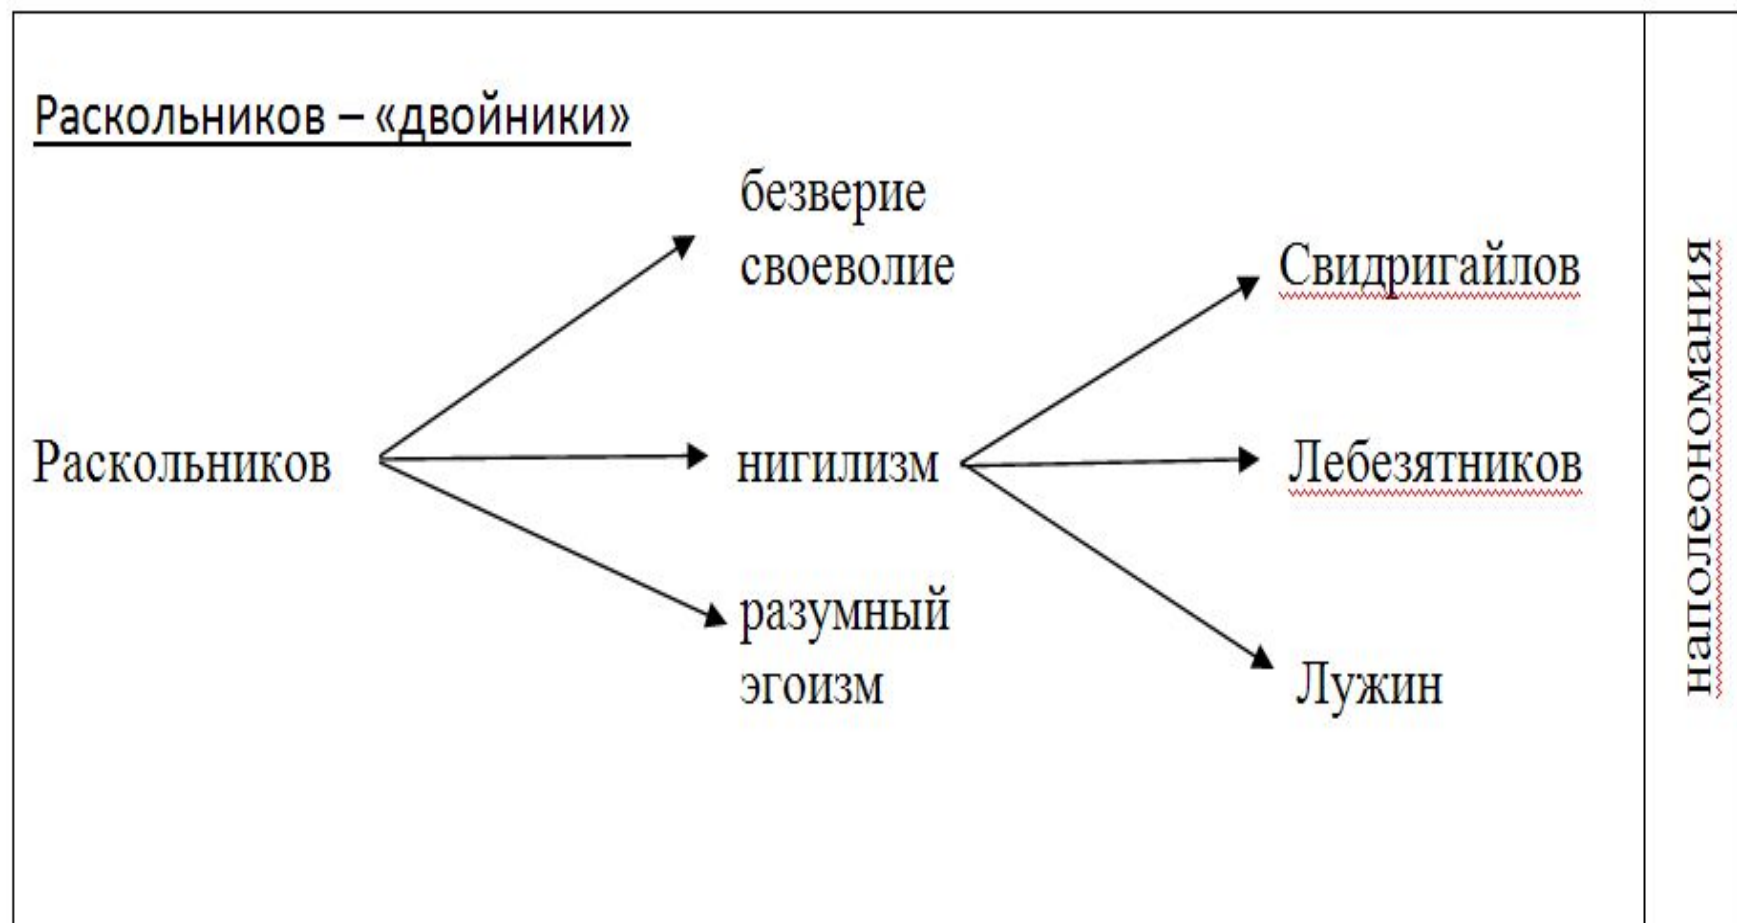 Раскольников – «двойники»
безверие
своеволие
Свидригайлов
Раскольников
нигилизм
Лебезятников
разумный
эгоизм
Лужин
наполеономания